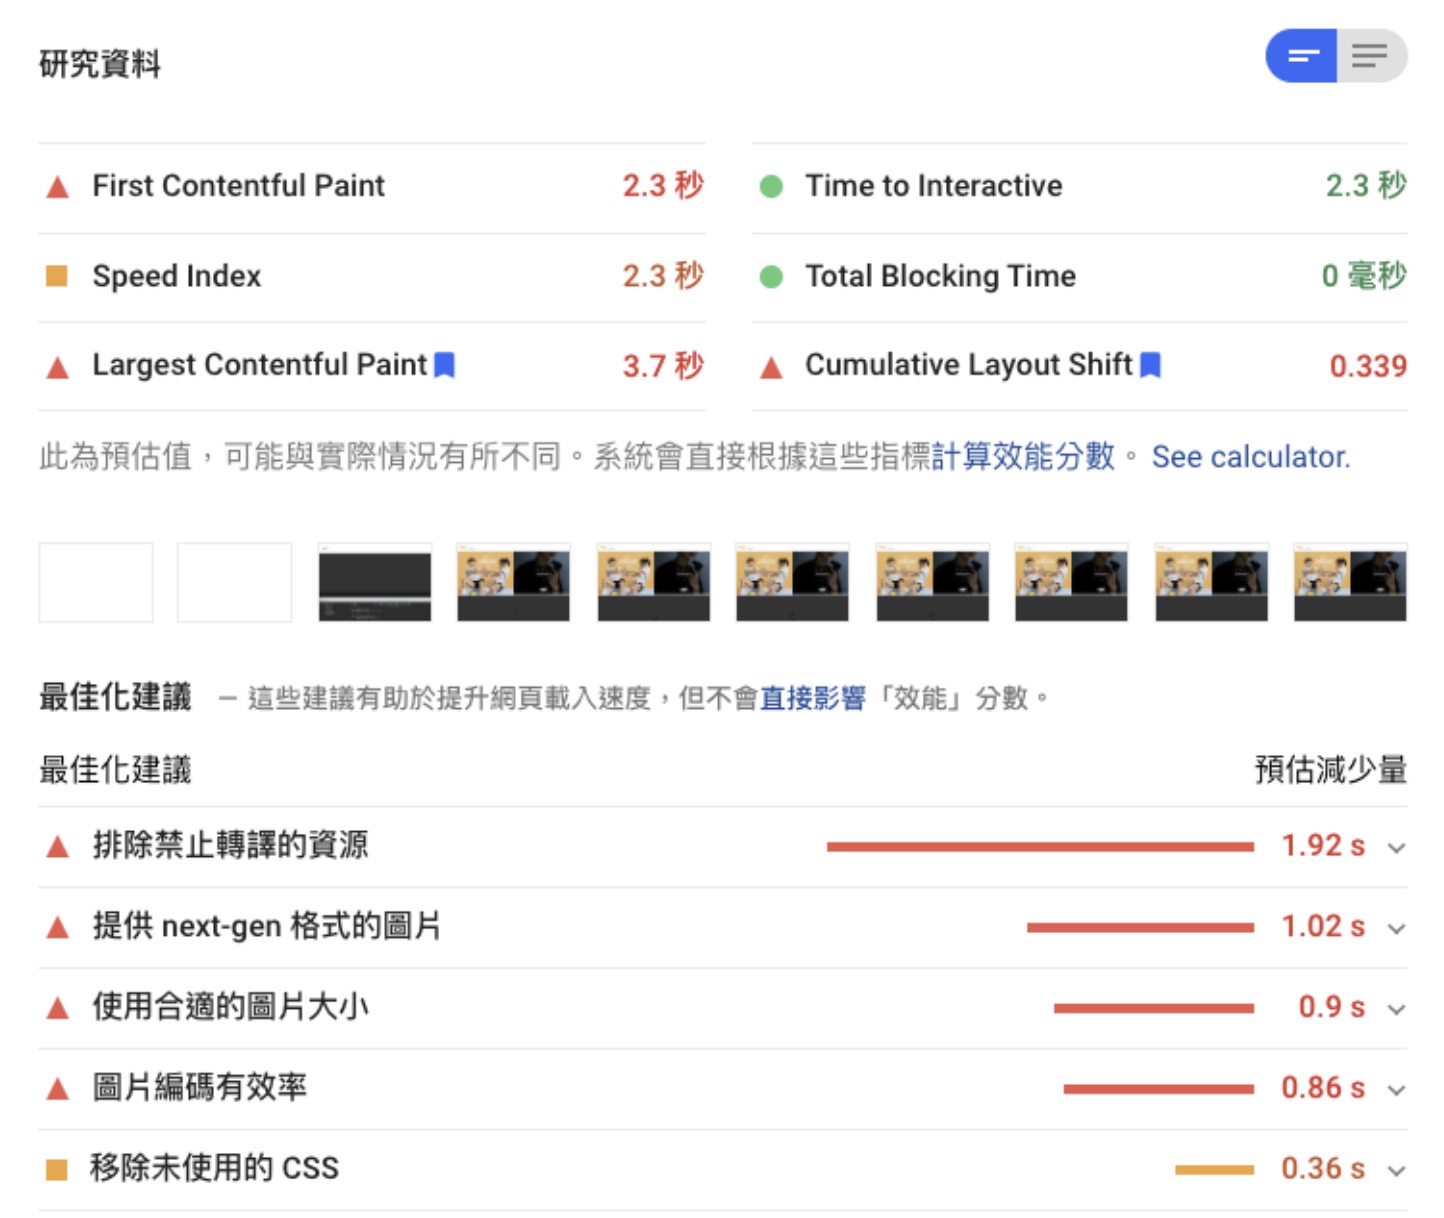 研究資料
First Contentful Paint 2.3 秒
Time to Interactive 2.3 秒
Speed Index 2.3 秒
Total Blocking Time 0 毫秒
Largest Contentful Paint 3.7 秒
Cumulative Layout Shift 0.339
此為預估值，可能與實際情況有所不同。系統會直接根據這些指標計算效能分數。 See calculator.
最佳化建議 — 這些建議有助於提升網頁載入速度，但不會直接影響「效能」分數。
最佳化建議 預估減少量
排除禁止轉譯的資源 1.92 s
提供 next-gen 格式的圖片 1.02 s
使用合適的圖片大小 0.9 s
圖片編碼有效率 0.86 s
移除未使用的 CSS 0.36 s